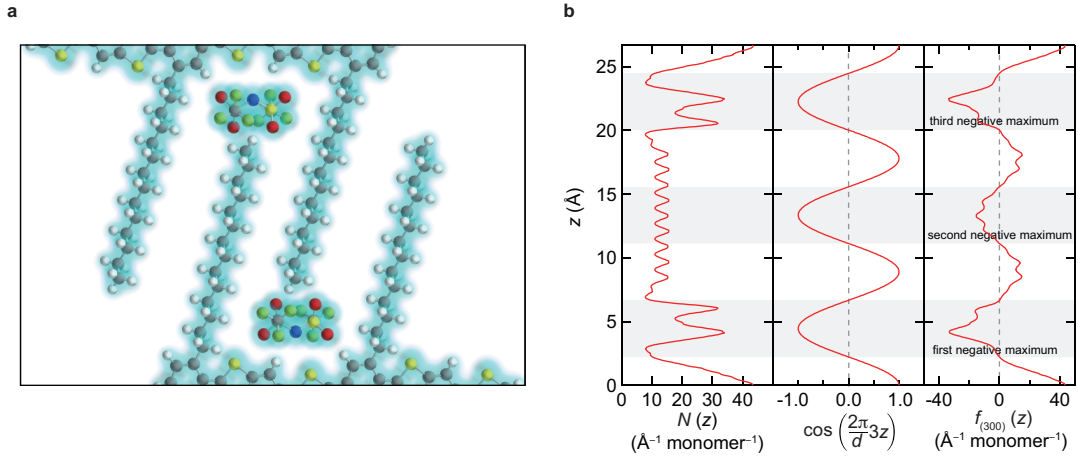 a
b
25
20
15
10
5
0
z (Å)
third negative maximum
second negative maximum
first negative maximum
0 10 20 30 40
-1.0 0.0 1.0
-40 0 40
N (z)
(Å⁻¹ monomer⁻¹)
cos (2π/d 3z)
f₍₃₀₀₎ (z)
(Å⁻¹ monomer⁻¹)